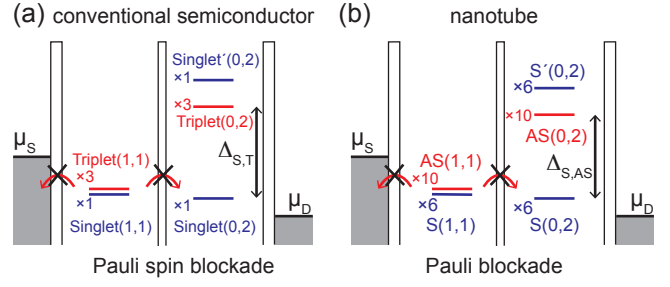 (a) conventional semiconductor
Singlet´(0,2)
×1
×3
Triplet(0,2)
μS
Triplet(1,1)
×3
ΔS,T
×1
Singlet(1,1)
×1
Singlet(0,2)
μD
Pauli spin blockade
(b) nanotube
S´(0,2)
×6
×10
AS(0,2)
μS
AS(1,1)
×10
ΔS,AS
×6
S(1,1)
×6
S(0,2)
μD
Pauli blockade